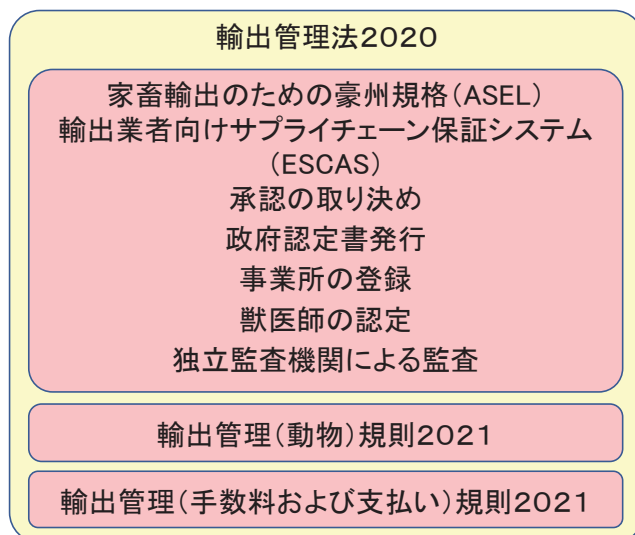 輸出管理法2020
家畜輸出のための豪州規格（ASEL）
輸出業者向けサプライチェーン保証システム
（ESCAS）
承認の取り決め
政府認定書発行
事業所の登録
獣医師の認定
独立監査機関による監査
輸出管理（動物）規則2021
輸出管理（手数料および支払い）規則2021